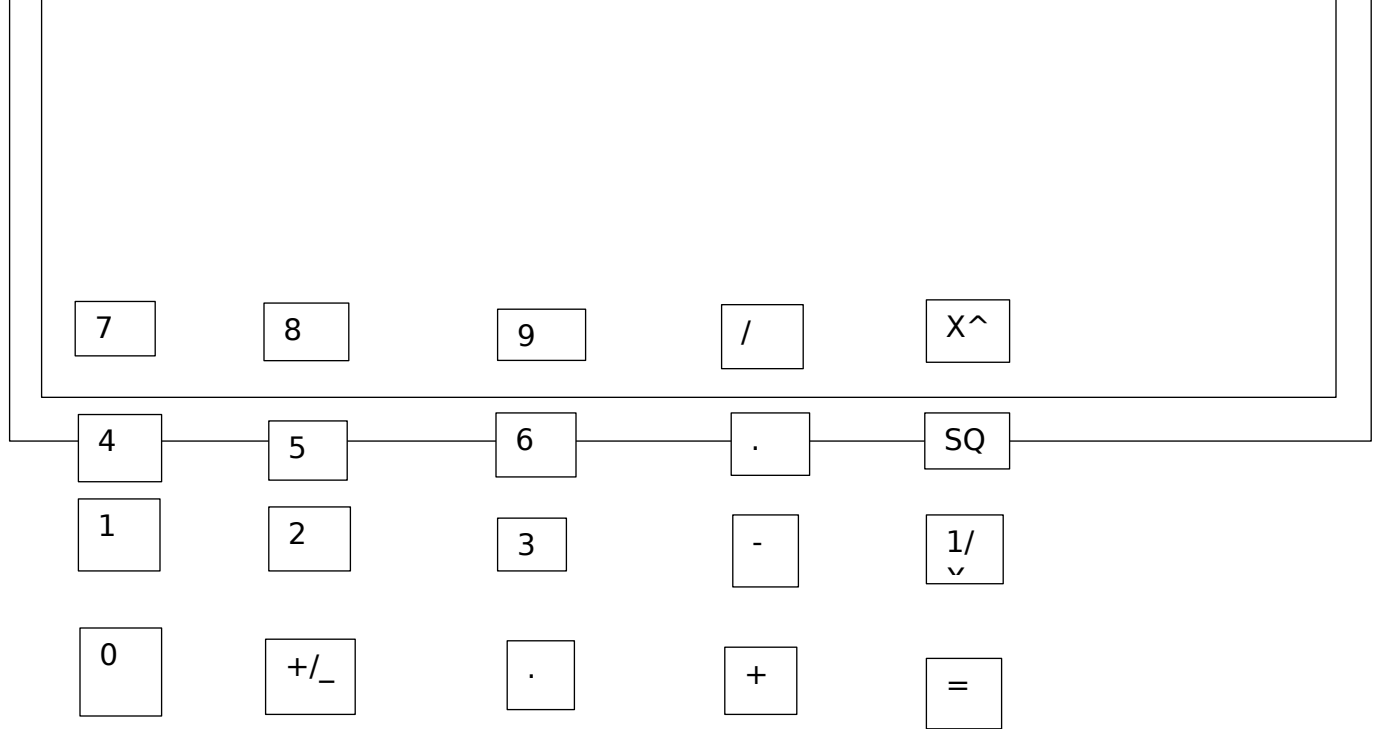 7 8 9 / X^
4 5 6 . SQ
1 2 3 - 1/
X
0 +/_ . + =